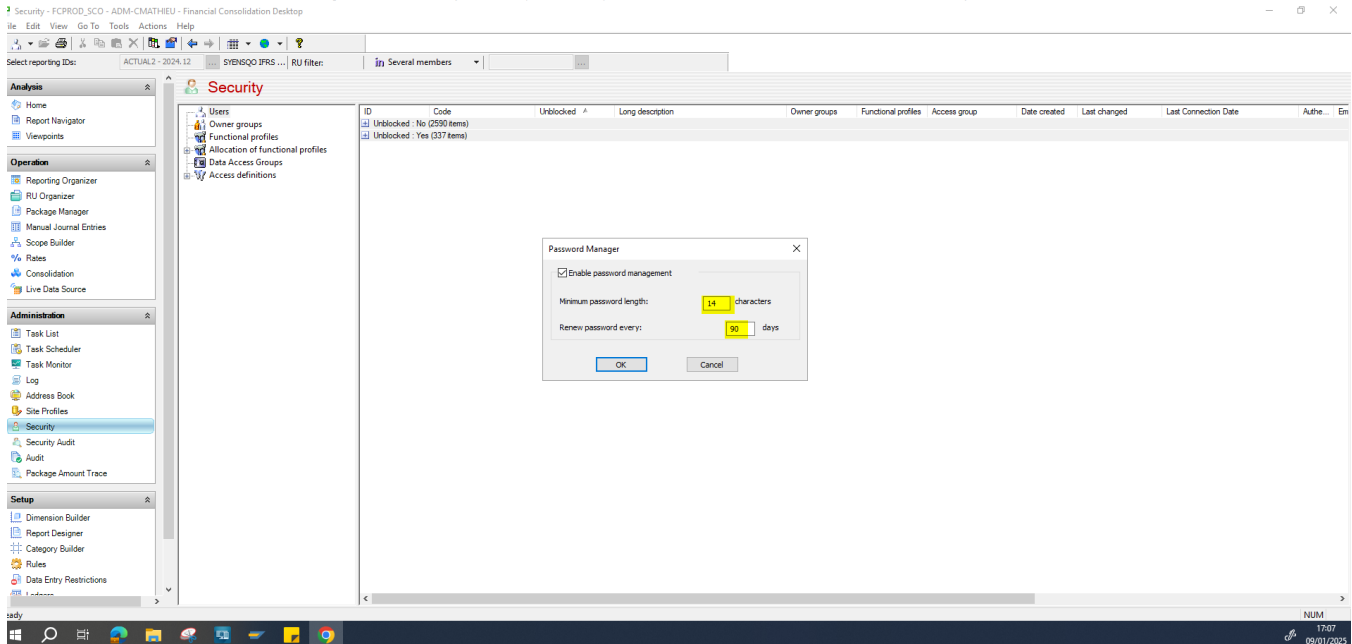 Security - FCPROD_SCO - ADM-CMATHIEU - Financial Consolidation Desktop
ile Edit View Go To Tools Actions Help
Select reporting IDs: ACTUAL2 - 2024.12 ... SYENSQO IFRS ... RU filter: in Several members ...
Analysis
Home
Report Navigator
Viewpoints
Operation
Reporting Organizer
RU Organizer
Package Manager
Manual Journal Entries
Scope Builder
% Rates
Consolidation
Live Data Source
Administration
Task List
Task Scheduler
Task Monitor
Log
Address Book
Site Profiles
Security
Security Audit
Audit
Package Amount Trace
Setup
Dimension Builder
Report Designer
Category Builder
Rules
Data Entry Restrictions
Ledgers
Security
Users
Owner groups
Functional profiles
Allocation of functional profiles
Data Access Groups
Access definitions
ID Code Unblocked Long description Owner groups Functional profiles Access group Date created Last changed Last Connection Date Authe... Em
Unblocked : No (2590 items)
Unblocked : Yes (337 items)
Password Manager
Enable password management
Minimum password length: 14 characters
Renew password every: 90 days
OK Cancel
eady
NUM
17:07
09/01/2025